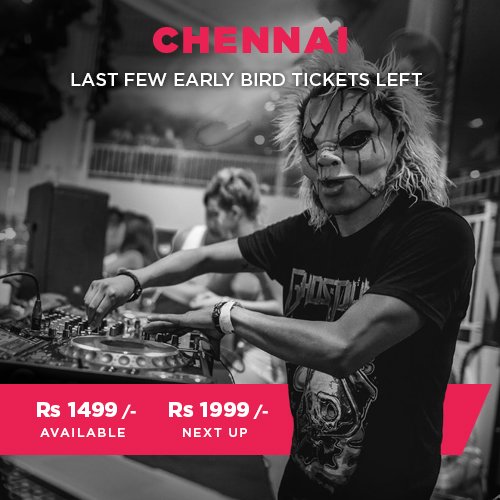 CHENNAI
LAST FEW EARLY BIRD TICKETS LEFT
Rs 1499 /-
AVAILABLE
Rs 1999 /-
NEXT UP